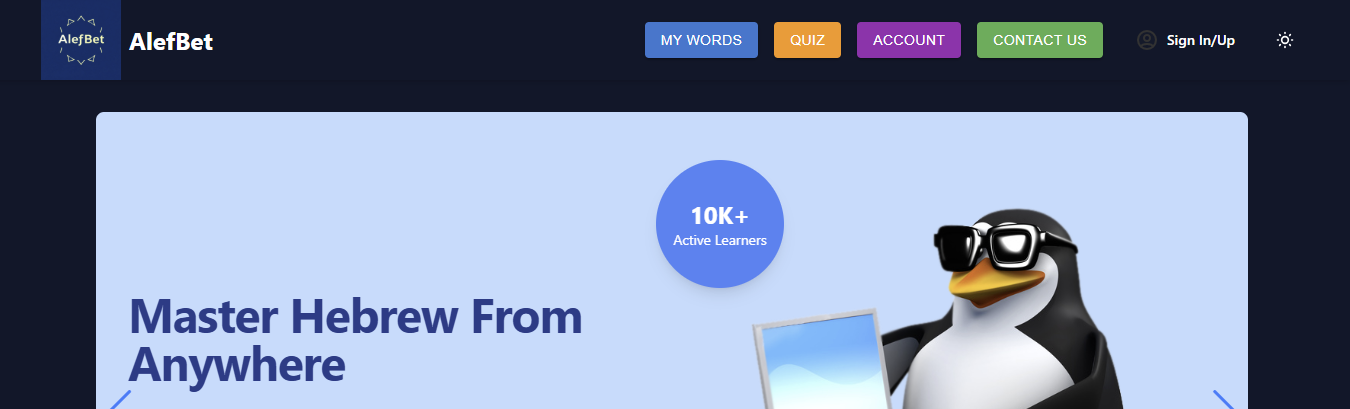 AlefBet
AlefBet
MY WORDS
QUIZ
ACCOUNT
CONTACT US
Sign In/Up
10K+
Active Learners
Master Hebrew From
Anywhere